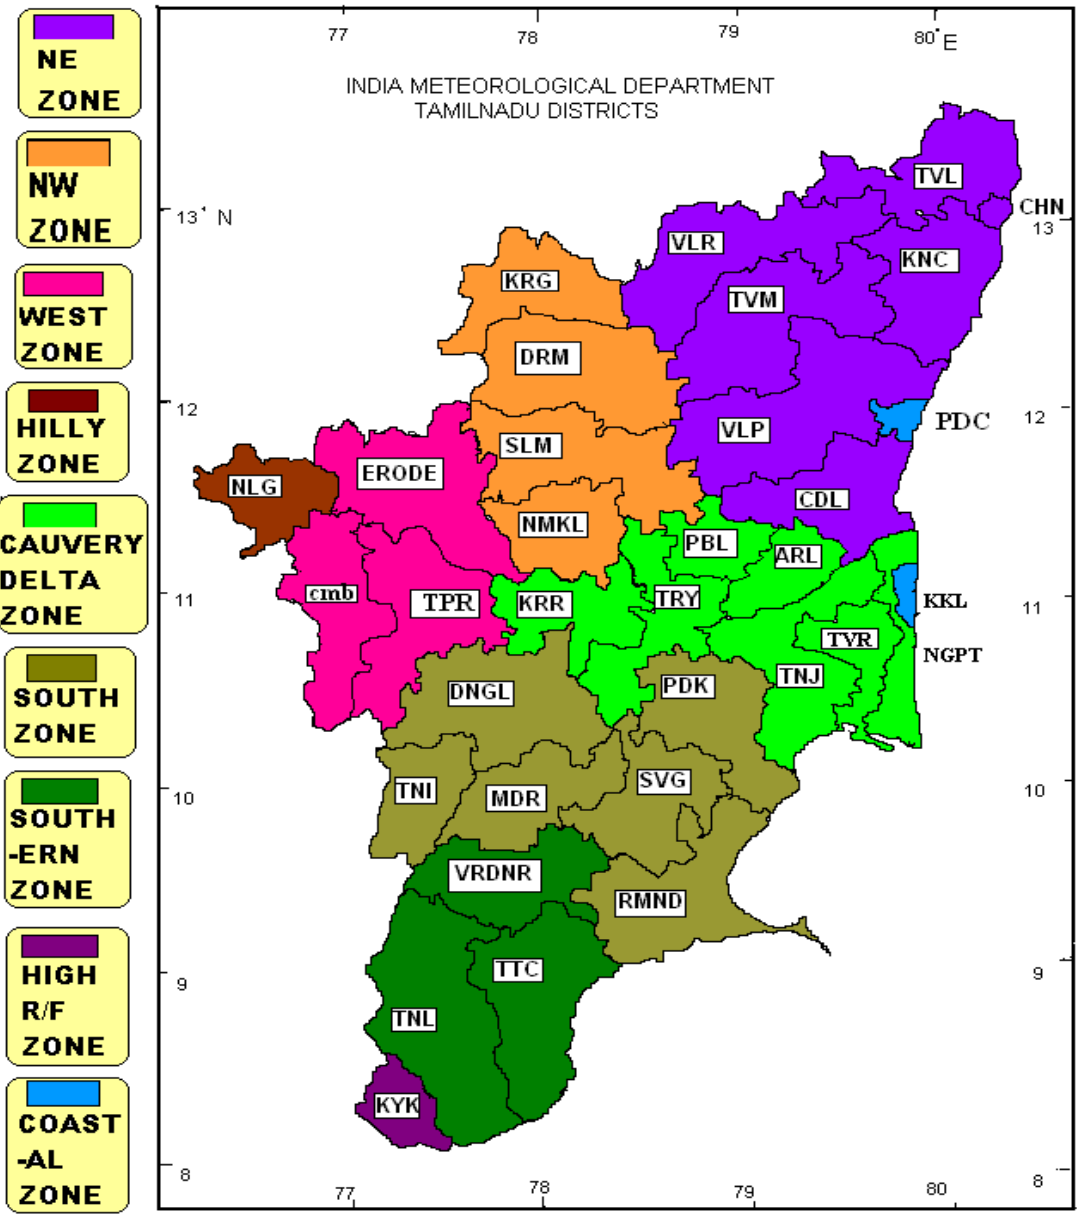 NE
ZONE
NW
ZONE
WEST
ZONE
HILLY
ZONE
CAUVERY
DELTA
ZONE
SOUTH
ZONE
SOUTH
-ERN
ZONE
HIGH
R/F
ZONE
COAST
-AL
ZONE
77
78
79
80° E
INDIA METEOROLOGICAL DEPARTMENT
TAMILNADU DISTRICTS
TVL
CHN
13° N
13
VLR
KNC
KRG
TVM
DRM
12
12
PDC
VLP
SLM
ERODE
NLG
CDL
NMKL
PBL
ARL
11
11
cmb
TPR
KRR
TRY
KKL
TVR
NGPT
DNGL
PDK
TNJ
10
10
TNI
MDR
SVG
VRDNR
RMND
9
9
TTC
TNL
KYK
8
8
77
78
79
80